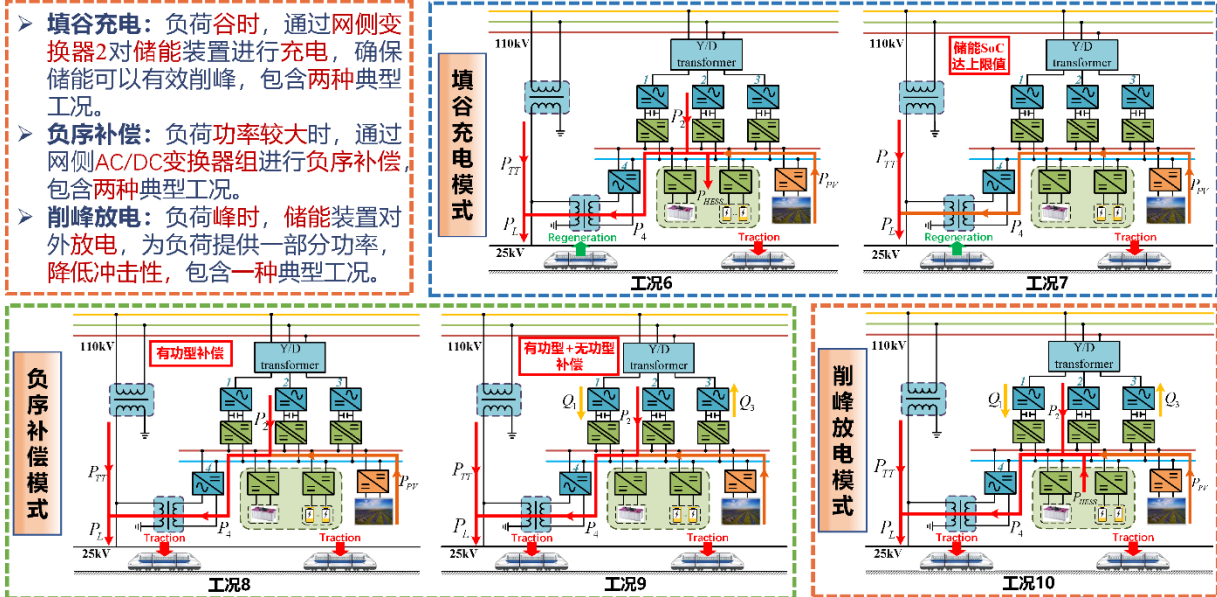 ➢ 填谷充电：负荷谷时，通过网侧变
换器2对储能装置进行充电，确保
储能可以有效削峰，包含两种典型
工况。
➢ 负序补偿：负荷功率较大时，通过
网侧AC/DC变换器组进行负序补偿，
包含两种典型工况。
➢ 削峰放电：负荷峰时，储能装置对
外放电，为负荷提供一部分功率，
降低冲击性，包含一种典型工况。
填谷充电模式
110kV
Y/D
transformer
1 2 3
P2
PTT
4
PHESS
PPV
PL
P4
25kV
Regeneration
Traction
工况6
110kV
储能SoC
达上限值
Y/D
transformer
1 2 3
PTT
4
PPV
PL
P4
25kV
Regeneration
Traction
工况7
负序补偿模式
110kV
有功型补偿
Y/D
transformer
1 2 3
P2
PTT
4
PPV
PL
P4
25kV
Traction
Traction
工况8
110kV
有功型+无功型
补偿
Y/D
transformer
1 2 3
Q1
P2
Q3
PTT
4
PPV
PL
P4
25kV
Traction
Traction
工况9
削峰放电模式
110kV
Y/D
transformer
1 2 3
Q1
P2
Q3
PTT
4
PHESS
PPV
PL
P4
25kV
Traction
Traction
工况10